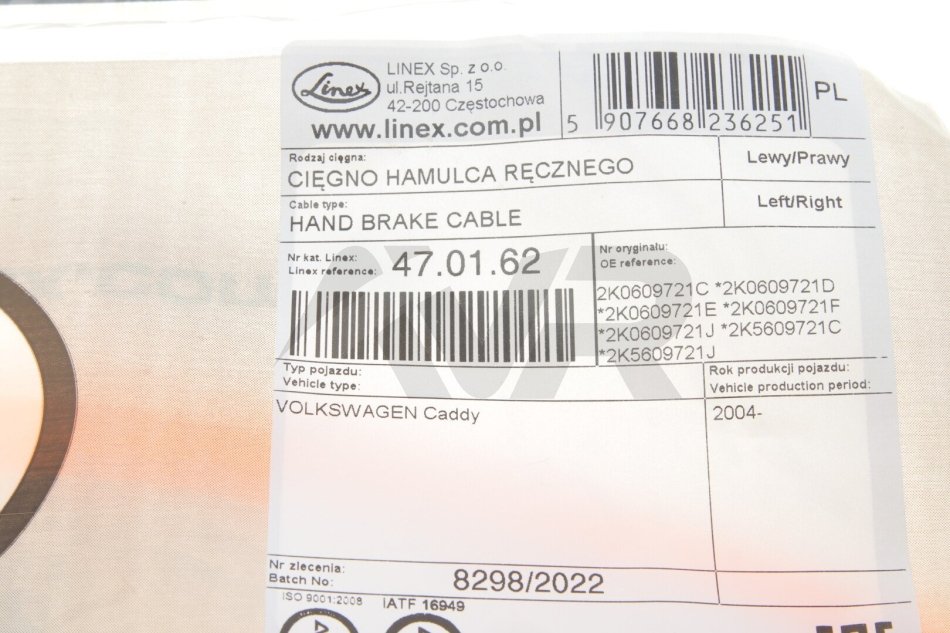 Linex
LINEX Sp. z o.o.
ul.Rejtana 15
42-200 Częstochowa
www.linex.com.pl
5 907668 236251
PL
Rodzaj cięgna:
CIĘGNO HAMULCA RĘCZNEGO
Lewy/Prawy
Cable type:
HAND BRAKE CABLE
Left/Right
Nr kat. Linex:
Linex reference:
47.01.62
Nr oryginału:
OE reference:
2K0609721C *2K0609721D
*2K0609721E *2K0609721F
*2K0609721J *2K5609721C
*2K5609721J
Typ pojazdu:
Vehicle type:
Rok produkcji pojazdu:
Vehicle production period:
VOLKSWAGEN Caddy
2004-
Nr zlecenia:
Batch No:
8298/2022
ISO 9001:2008
IATF 16949